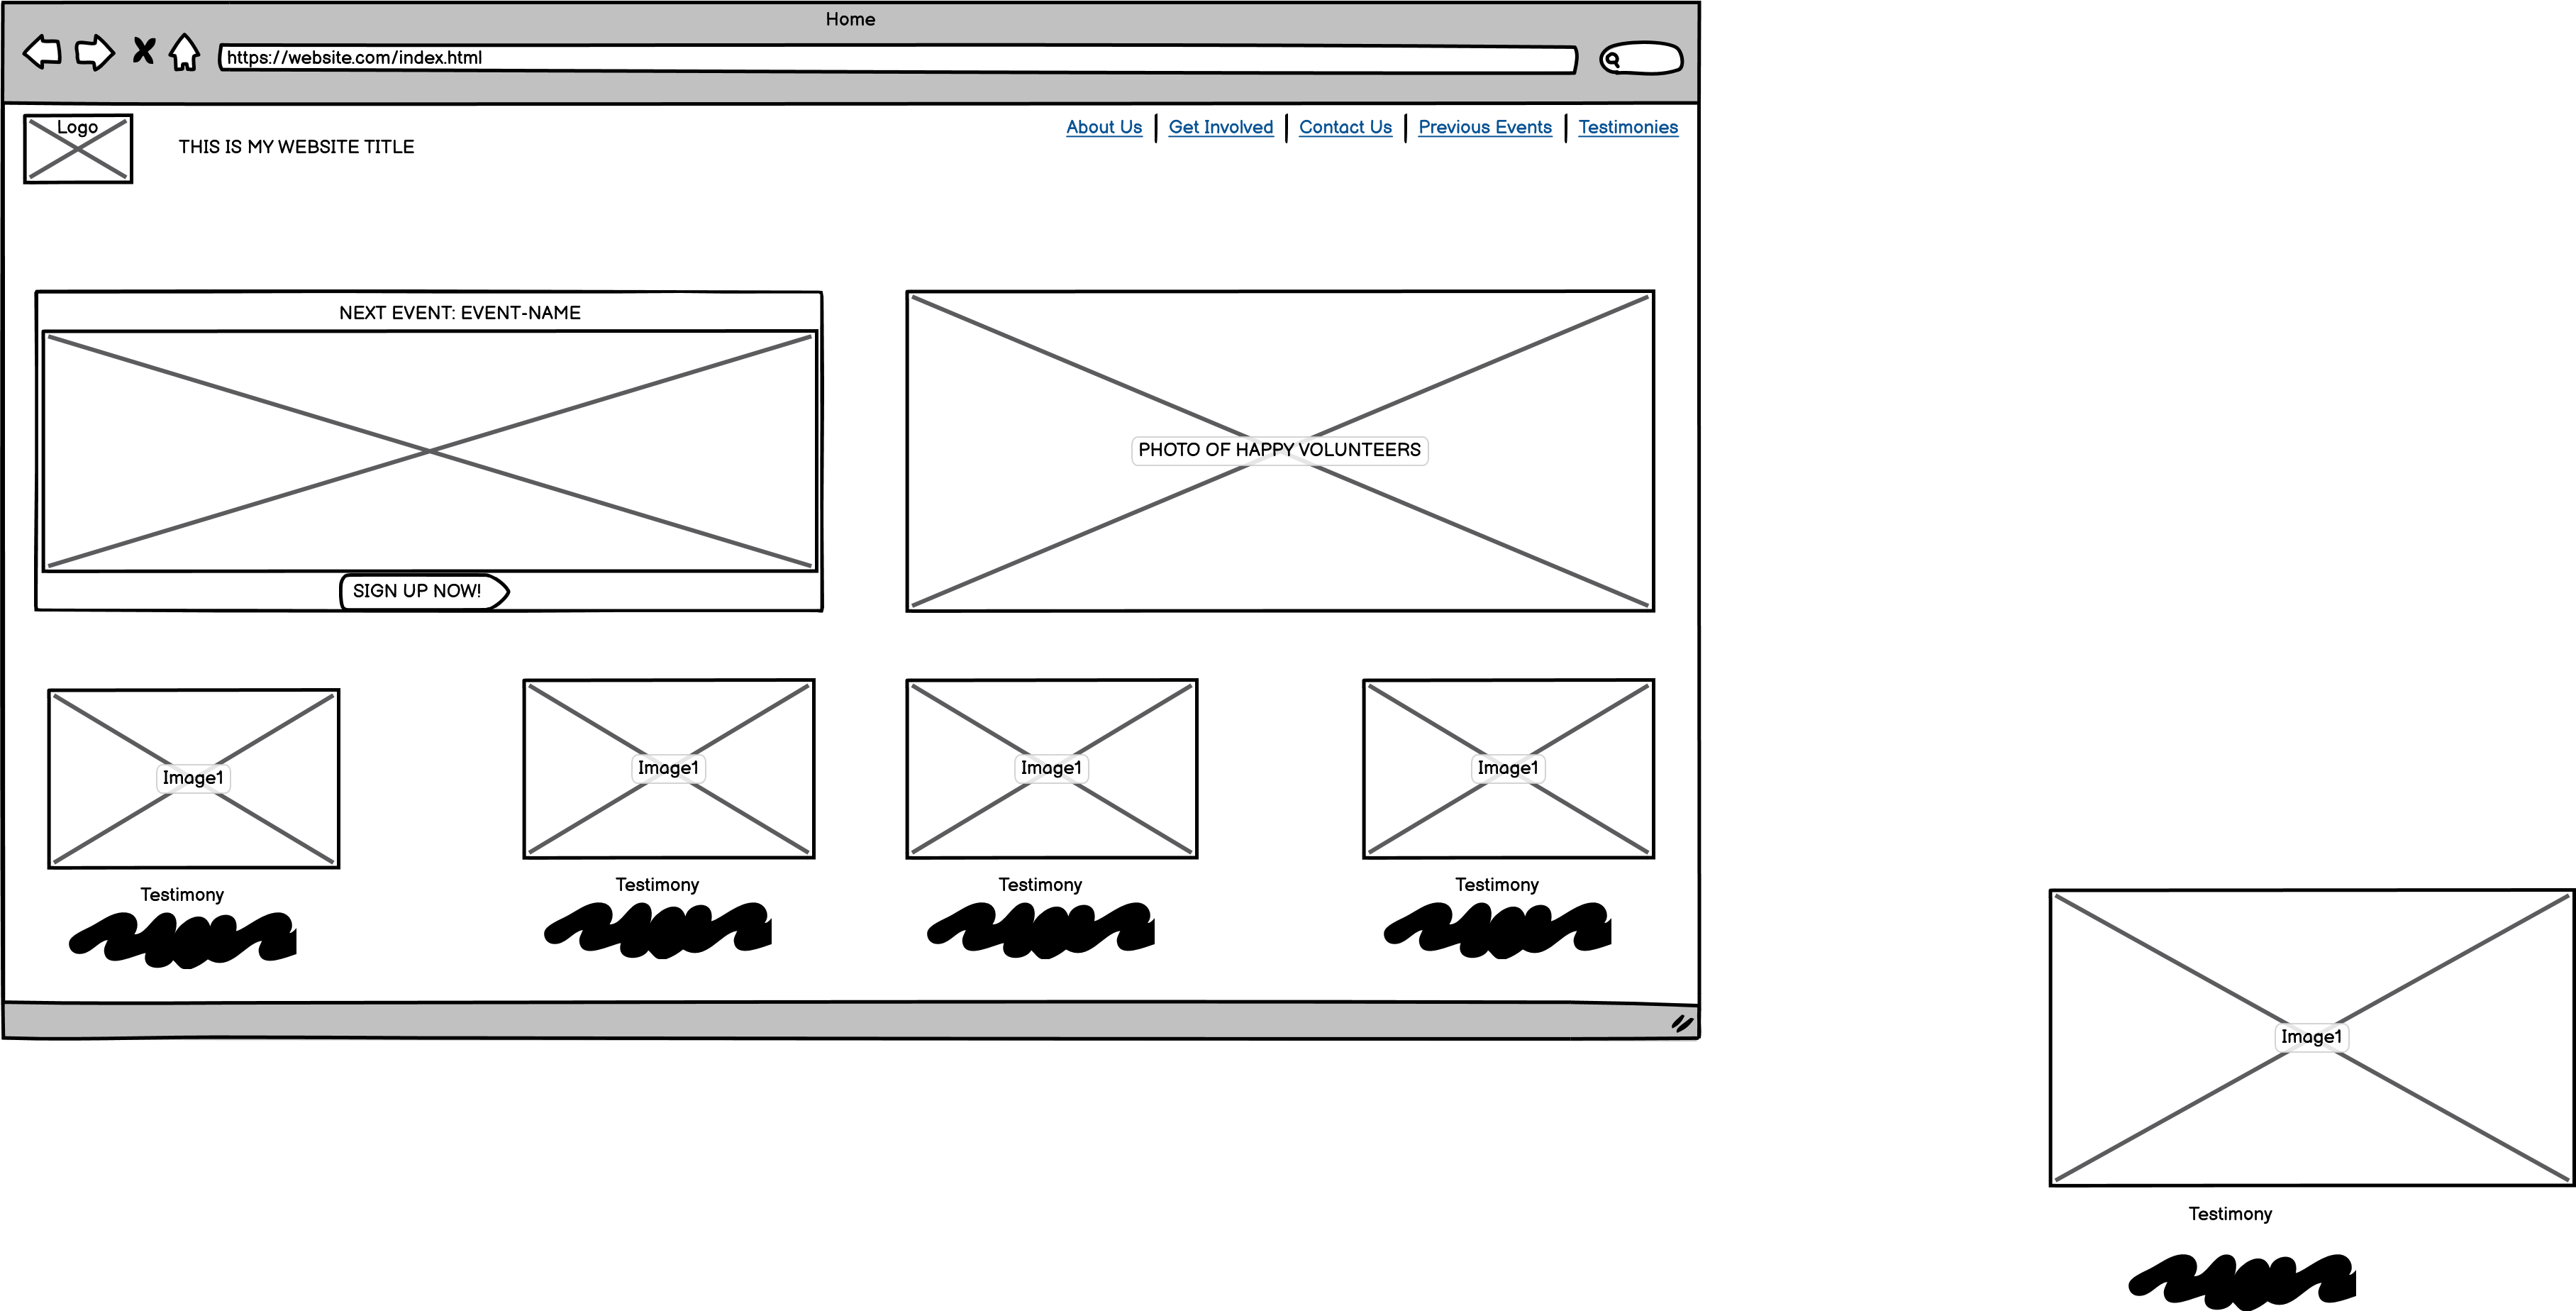 Home
https://website.com/index.html
Logo
THIS IS MY WEBSITE TITLE
About Us
Get Involved
Contact Us
Previous Events
Testimonies
NEXT EVENT: EVENT-NAME
SIGN UP NOW!
PHOTO OF HAPPY VOLUNTEERS
Image1
Testimony
Image1
Testimony
Image1
Testimony
Image1
Testimony
Image1
Testimony